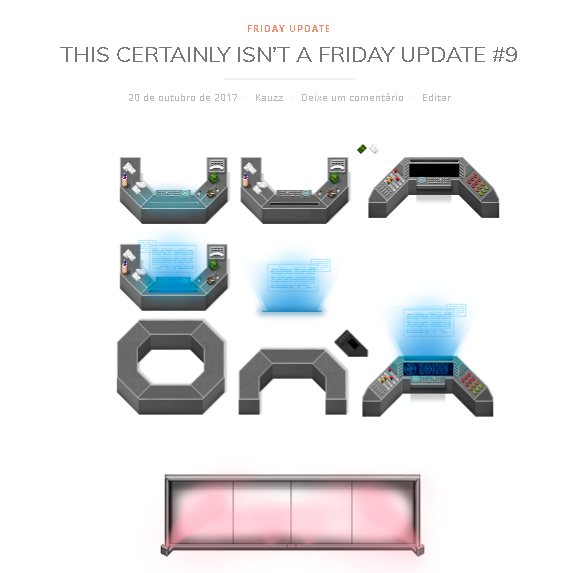 FRIDAY UPDATE
THIS CERTAINLY ISN'T A FRIDAY UPDATE #9
20 de outubro de 2017 · Kauzz · Deixe um comentário · Editar